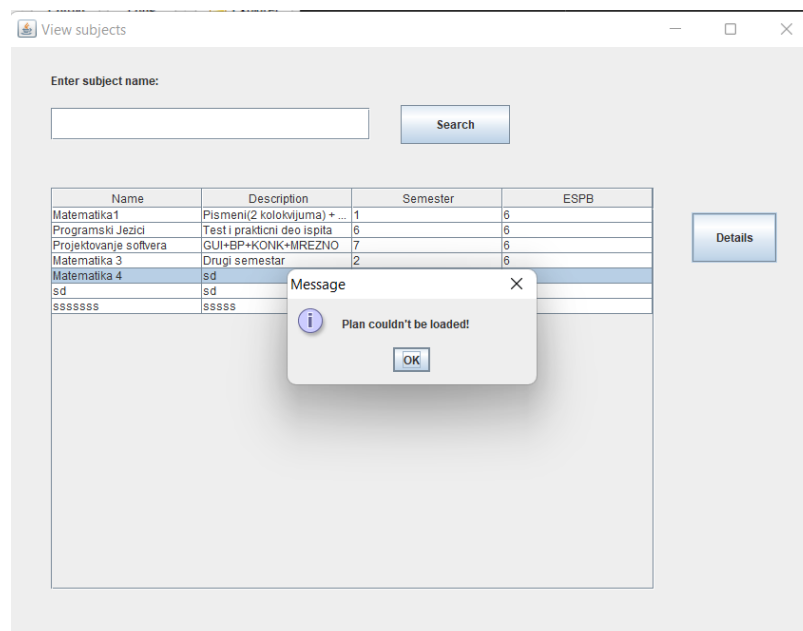 View subjects
Enter subject name:
Search
Name Description Semester ESPB
Matematika1 Pismeni(2 kolokvijuma) + ... 1 6
Programski Jezici Test i prakticni deo ispita 6 6
Projektovanje softvera GUI+BP+KONK+MREZNO 7 6
Matematika 3 Drugi semestar 2 6
Matematika 4 sd
sd sd
sssssss sssss
Details
Message
Plan couldn't be loaded!
OK